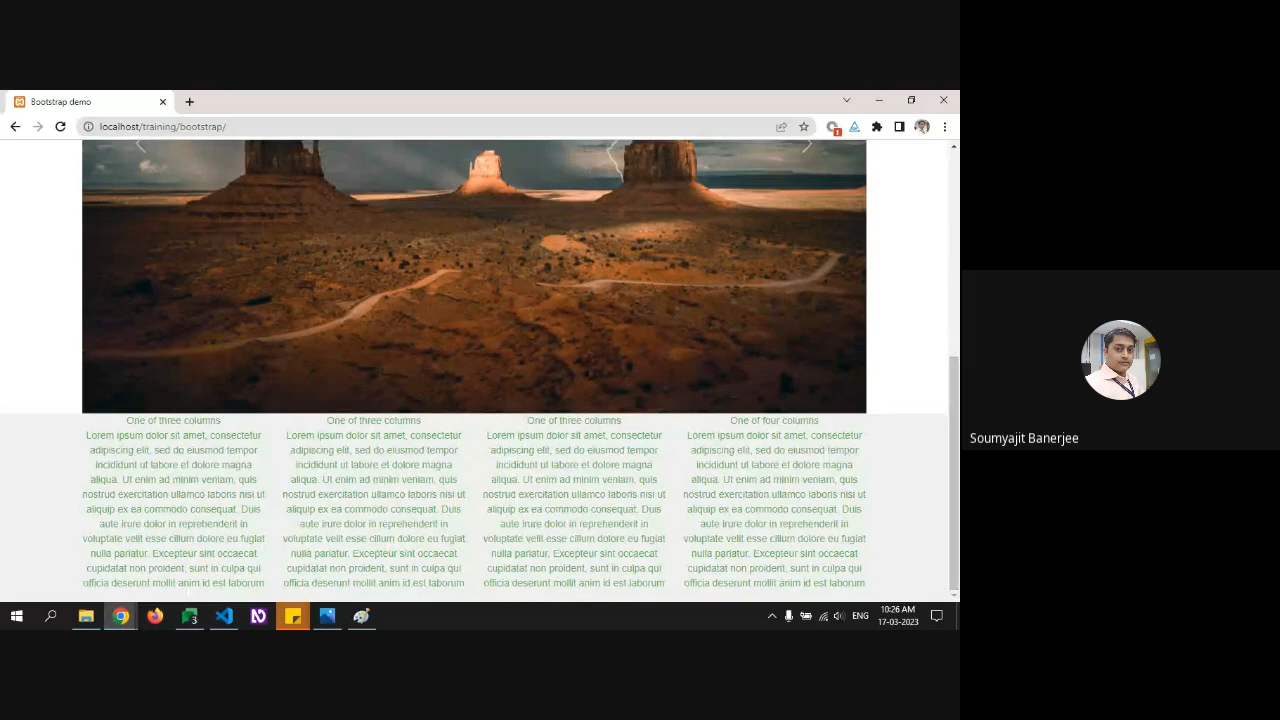 Bootstrap demo
localhost/training/bootstrap/
One of three columns
Lorem ipsum dolor sit amet, consectetur
adipiscing elit, sed do eiusmod tempor
incididunt ut labore et dolore magna
aliqua. Ut enim ad minim veniam, quis
nostrud exercitation ullamco laboris nisi ut
aliquip ex ea commodo consequat. Duis
aute irure dolor in reprehenderit in
voluptate velit esse cillum dolore eu fugiat
nulla pariatur. Excepteur sint occaecat
cupidatat non proident, sunt in culpa qui
officia deserunt mollit anim id est laborum
One of three columns
Lorem ipsum dolor sit amet, consectetur
adipiscing elit, sed do eiusmod tempor
incididunt ut labore et dolore magna
aliqua. Ut enim ad minim veniam, quis
nostrud exercitation ullamco laboris nisi ut
aliquip ex ea commodo consequat. Duis
aute irure dolor in reprehenderit in
voluptate velit esse cillum dolore eu fugiat
nulla pariatur. Excepteur sint occaecat
cupidatat non proident, sunt in culpa qui
officia deserunt mollit anim id est laborum
One of three columns
Lorem ipsum dolor sit amet, consectetur
adipiscing elit, sed do eiusmod tempor
incididunt ut labore et dolore magna
aliqua. Ut enim ad minim veniam, quis
nostrud exercitation ullamco laboris nisi ut
aliquip ex ea commodo consequat. Duis
aute irure dolor in reprehenderit in
voluptate velit esse cillum dolore eu fugiat
nulla pariatur. Excepteur sint occaecat
cupidatat non proident, sunt in culpa qui
officia deserunt mollit anim id est laborum
One of four columns
Lorem ipsum dolor sit amet, consectetur
adipiscing elit, sed do eiusmod tempor
incididunt ut labore et dolore magna
aliqua. Ut enim ad minim veniam, quis
nostrud exercitation ullamco laboris nisi ut
aliquip ex ea commodo consequat. Duis
aute irure dolor in reprehenderit in
voluptate velit esse cillum dolore eu fugiat
nulla pariatur. Excepteur sint occaecat
cupidatat non proident, sunt in culpa qui
officia deserunt mollit anim id est laborum
Soumyajit Banerjee
ENG
10:26 AM
17-03-2023